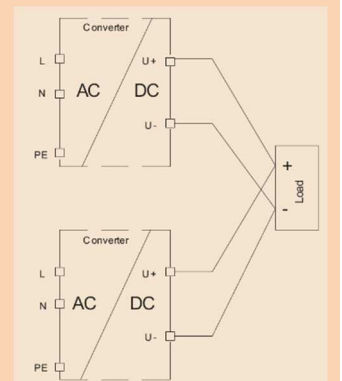 Converter
L
U+
N
AC
DC
U-
PE
+
Load
-
Converter
L
U+
N
AC
DC
U-
PE